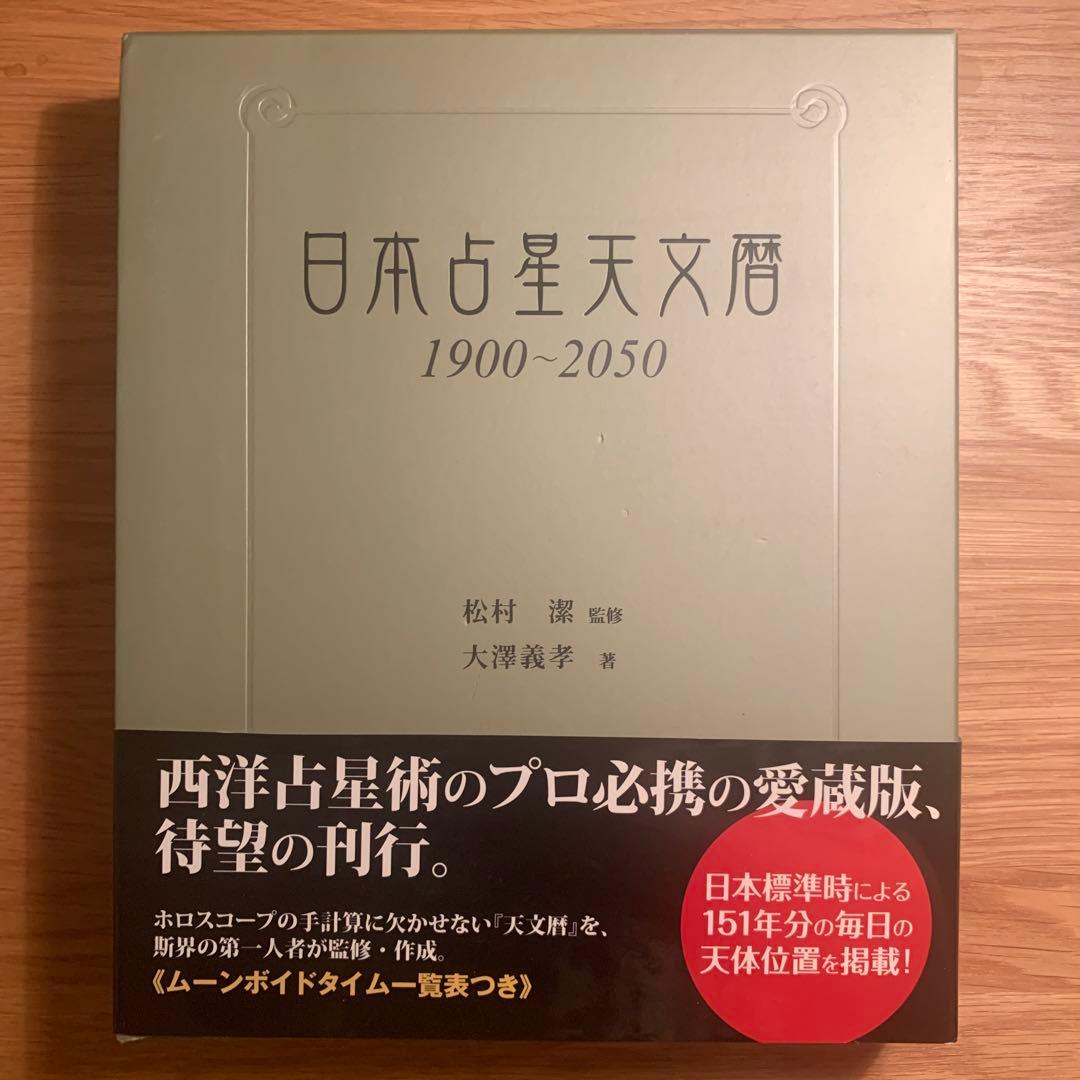 日本占星天文暦
1900~2050
松村 潔 監修
大澤義孝 著
西洋占星術のプロ必携の愛蔵版、
待望の刊行。
ホロスコープの手計算に欠かせない『天文暦』を、
斯界の第一人者が監修・作成。
《ムーンボイドタイム一覧表つき》
日本標準時による
151年分の毎日の
天体位置を掲載!